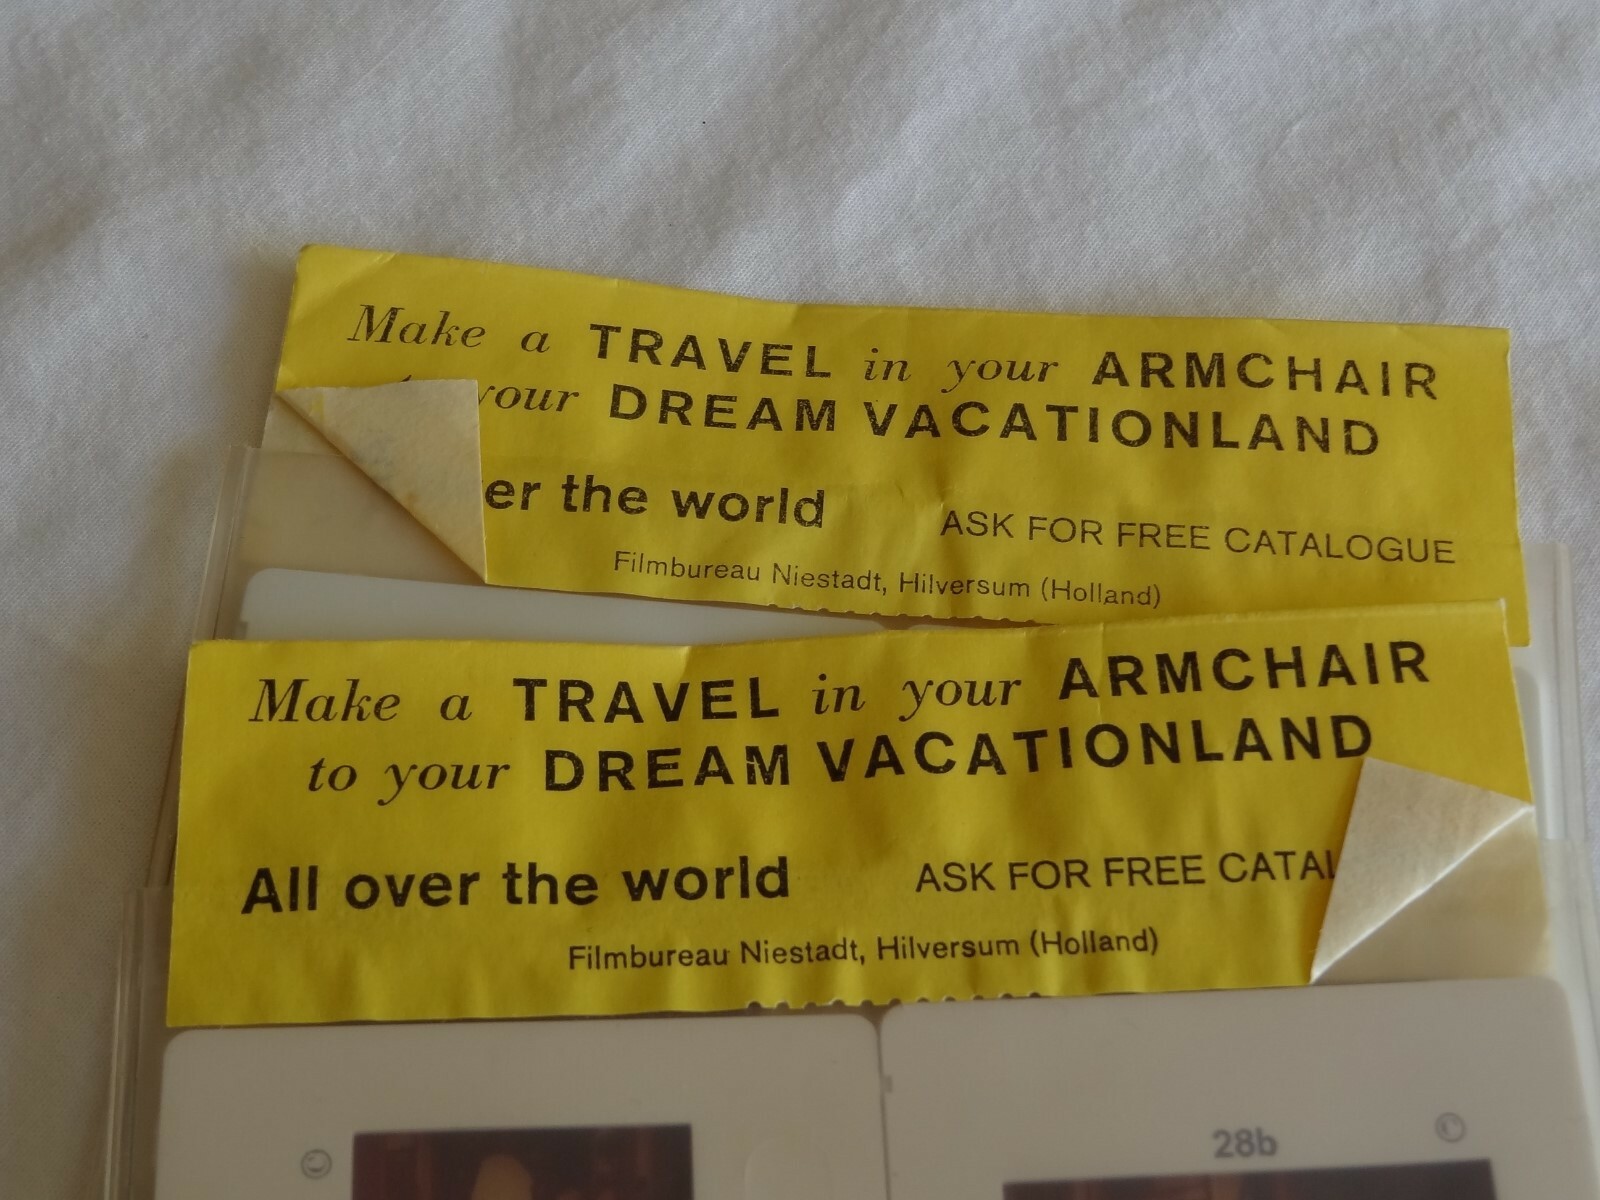 Make a TRAVEL in your ARMCHAIR
your DREAM VACATIONLAND
er the world ASK FOR FREE CATALOGUE
Filmbureau Niestadt, Hilversum (Holland)
Make a TRAVEL in your ARMCHAIR
to your DREAM VACATIONLAND
All over the world ASK FOR FREE CATAL
Filmbureau Niestadt, Hilversum (Holland)
28b